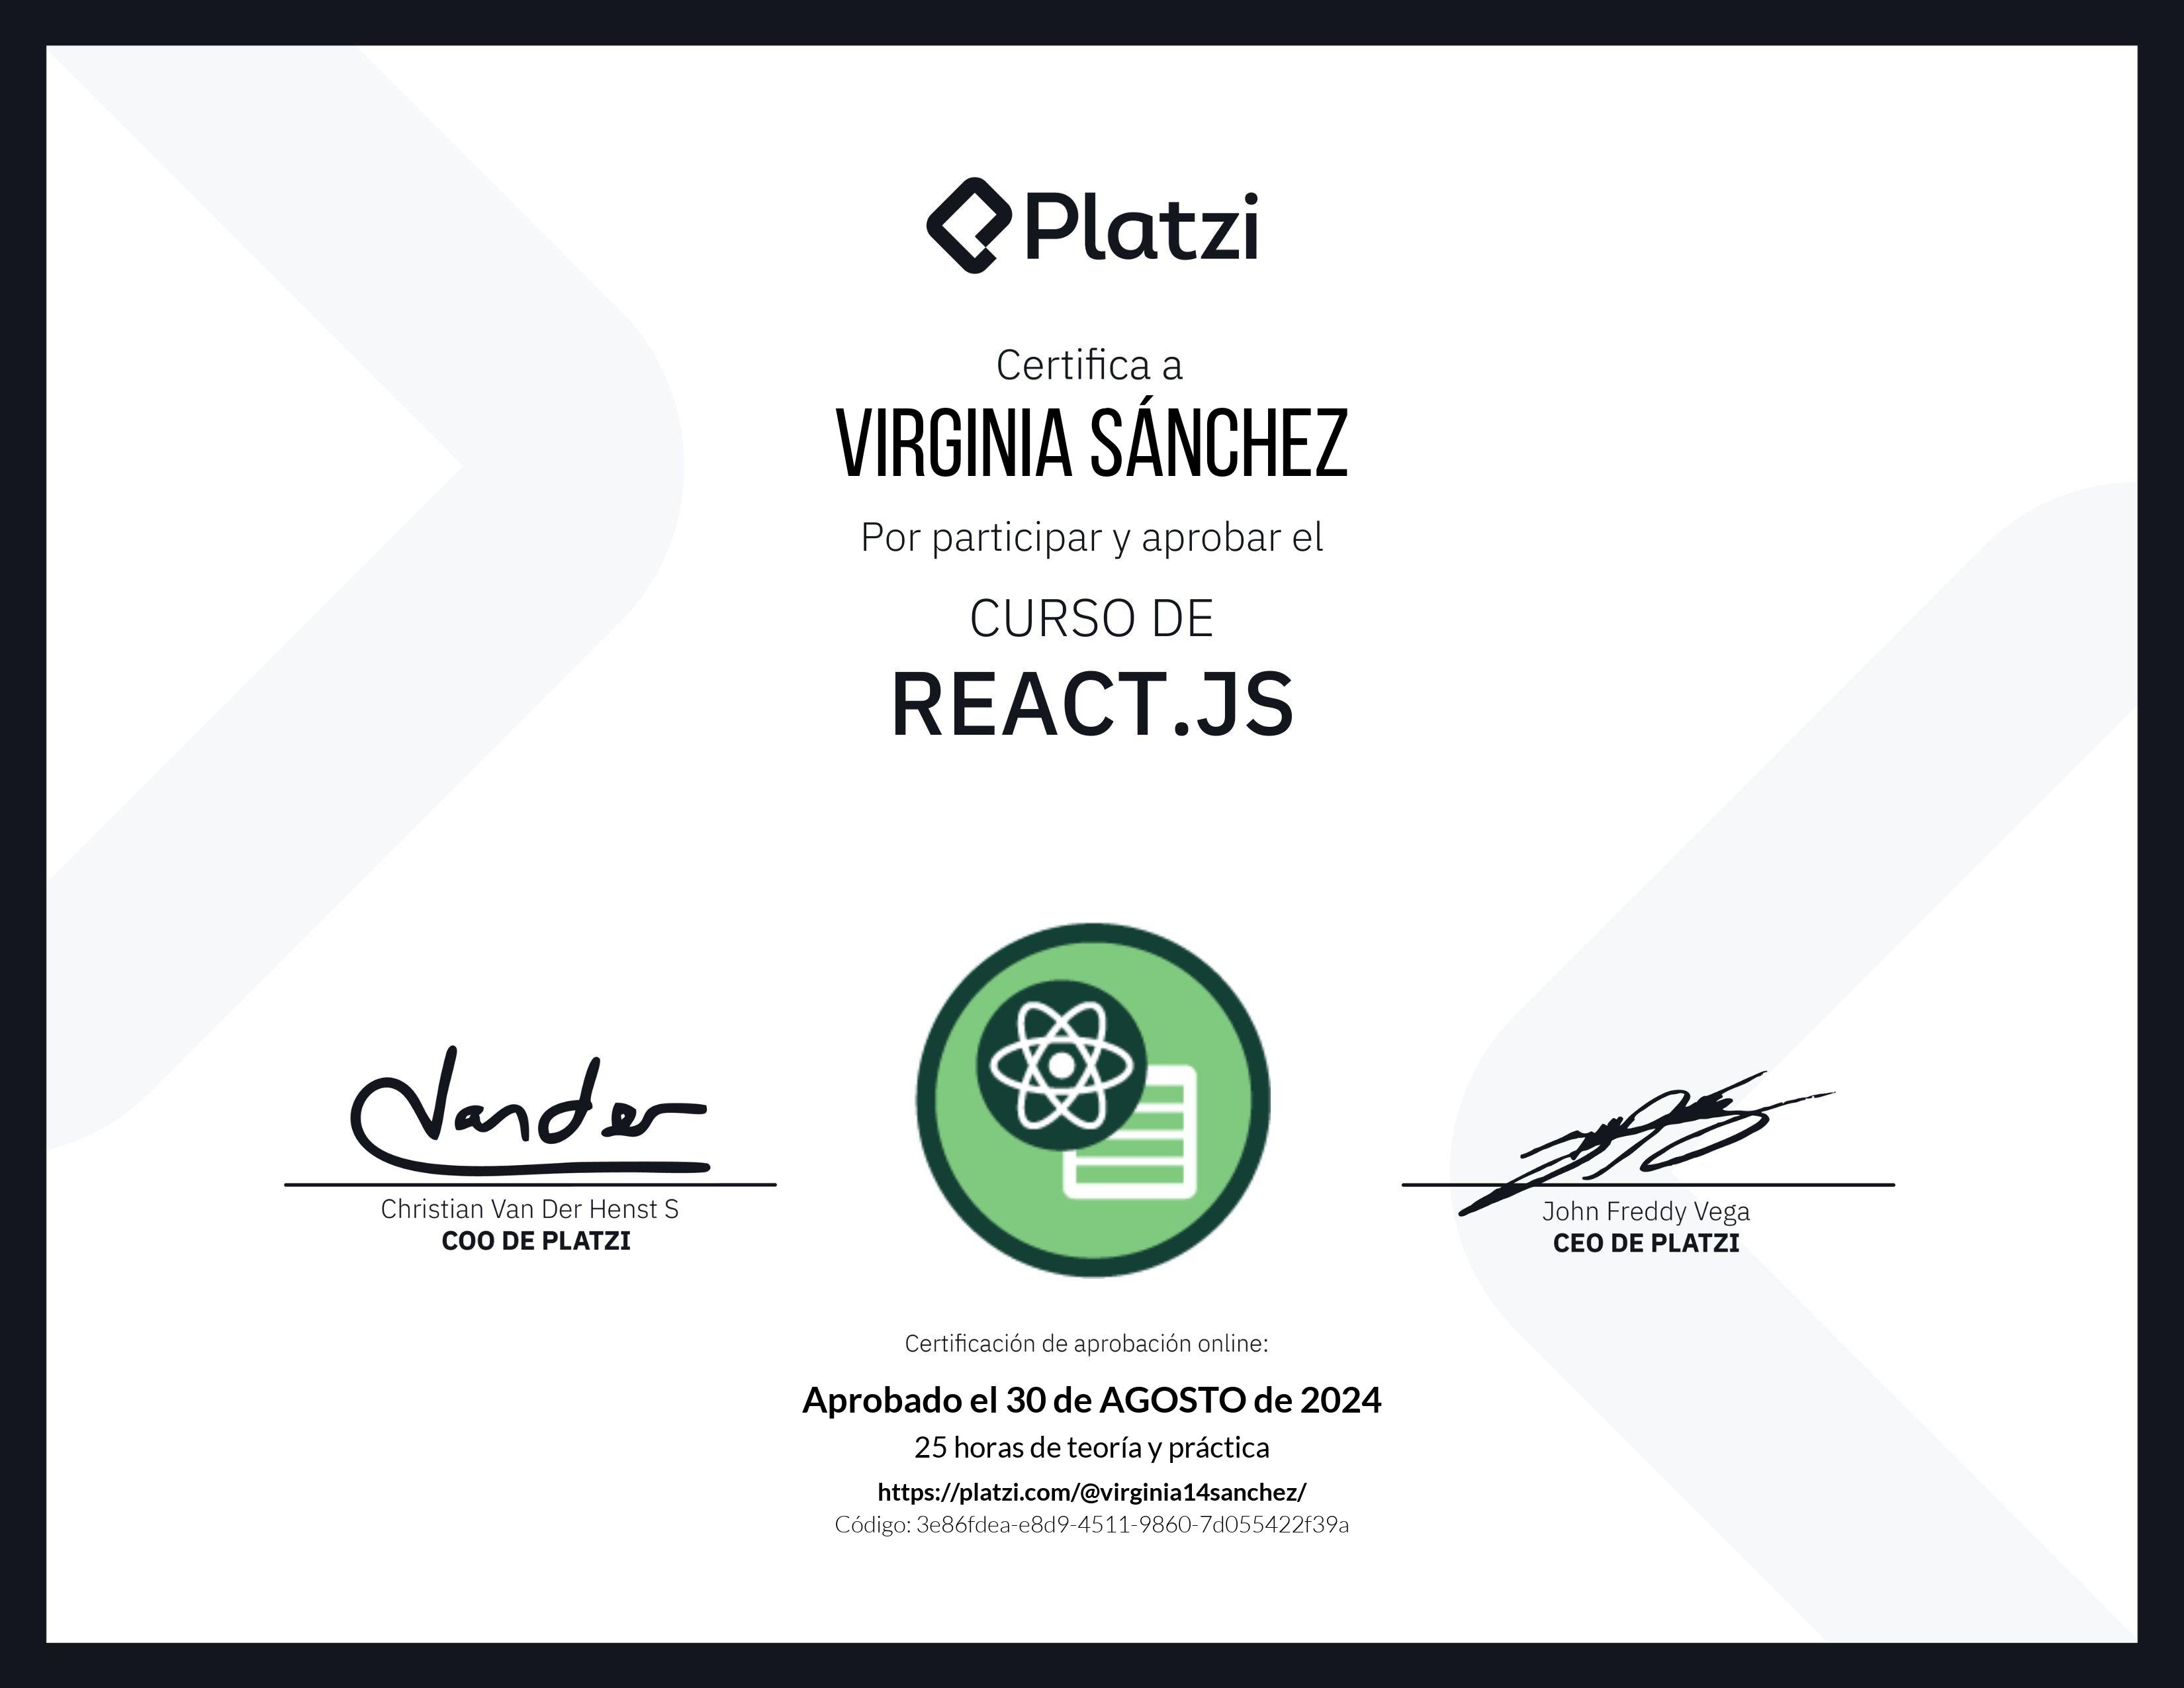 Platzi
Certifica a
VIRGINIA SÁNCHEZ
Por participar y aprobar el
CURSO DE
REACT.JS
Vander
Christian Van Der Henst S
COO DE PLATZI
John Freddy Vega
CEO DE PLATZI
Certificación de aprobación online:
Aprobado el 30 de AGOSTO de 2024
25 horas de teoría y práctica
https://platzi.com/@virginia14sanchez/
Código: 3e86fdea-e8d9-4511-9860-7d055422f39a